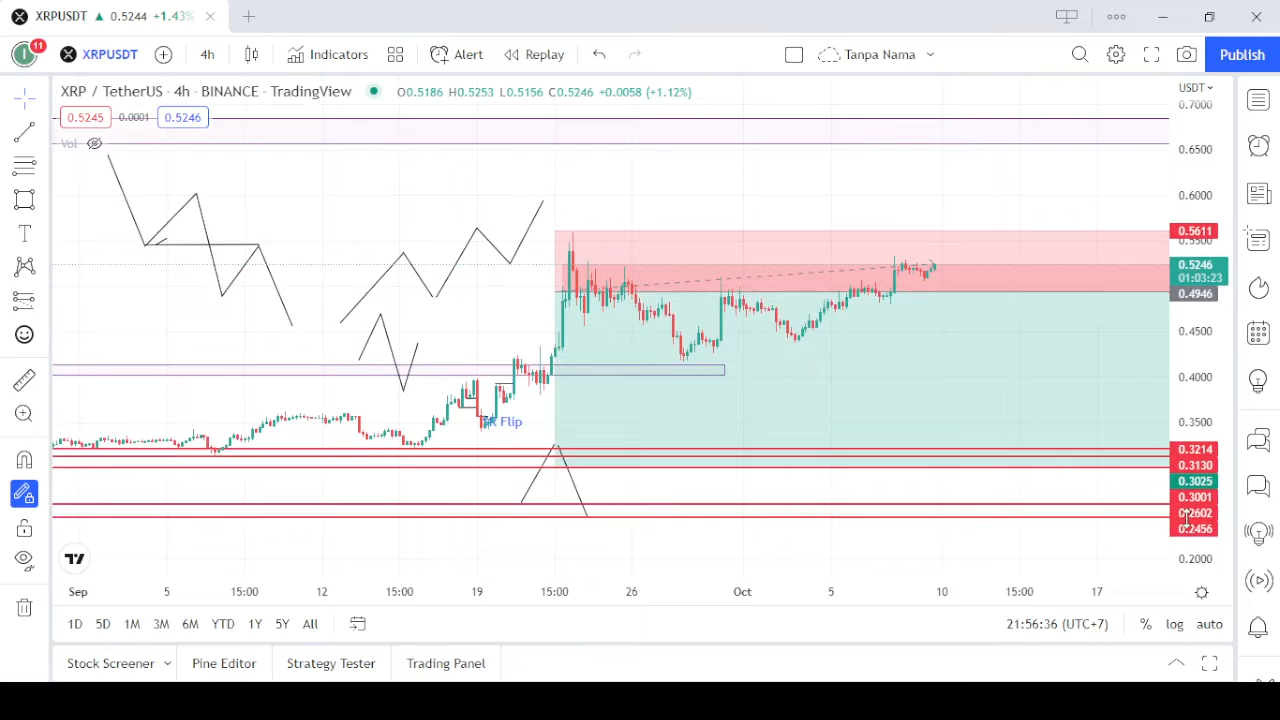 XRPUSDT ▲ 0.5244 +1.43%
11
XRPUSDT
4h
Indicators
Alert
Replay
Tanpa Nama
Publish
XRP / TetherUS · 4h · BINANCE · TradingView
O0.5186 H0.5253 L0.5156 C0.5246 +0.0058 (+1.12%)
USDT
0.5245
0.0001
0.5246
Vol
0.7000
0.6500
0.6000
0.5611
0.5500
0.5246
01:03:23
0.4946
0.4500
0.4000
0.3500
Flip
0.3214
0.3130
0.3025
0.3001
0.2602
0.2456
0.2000
Sep 5 15:00 12 15:00 19 15:00 26 Oct 5 10 15:00 17
1D 5D 1M 3M 6M YTD 1Y 5Y All
21:56:36 (UTC+7)
% log auto
Stock Screener
Pine Editor
Strategy Tester
Trading Panel